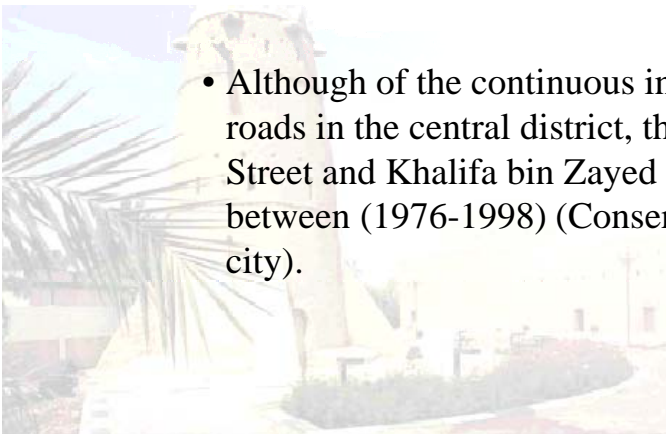 • Although of the continuous in
roads in the central district, th
Street and Khalifa bin Zayed
between (1976-1998) (Conser
city).